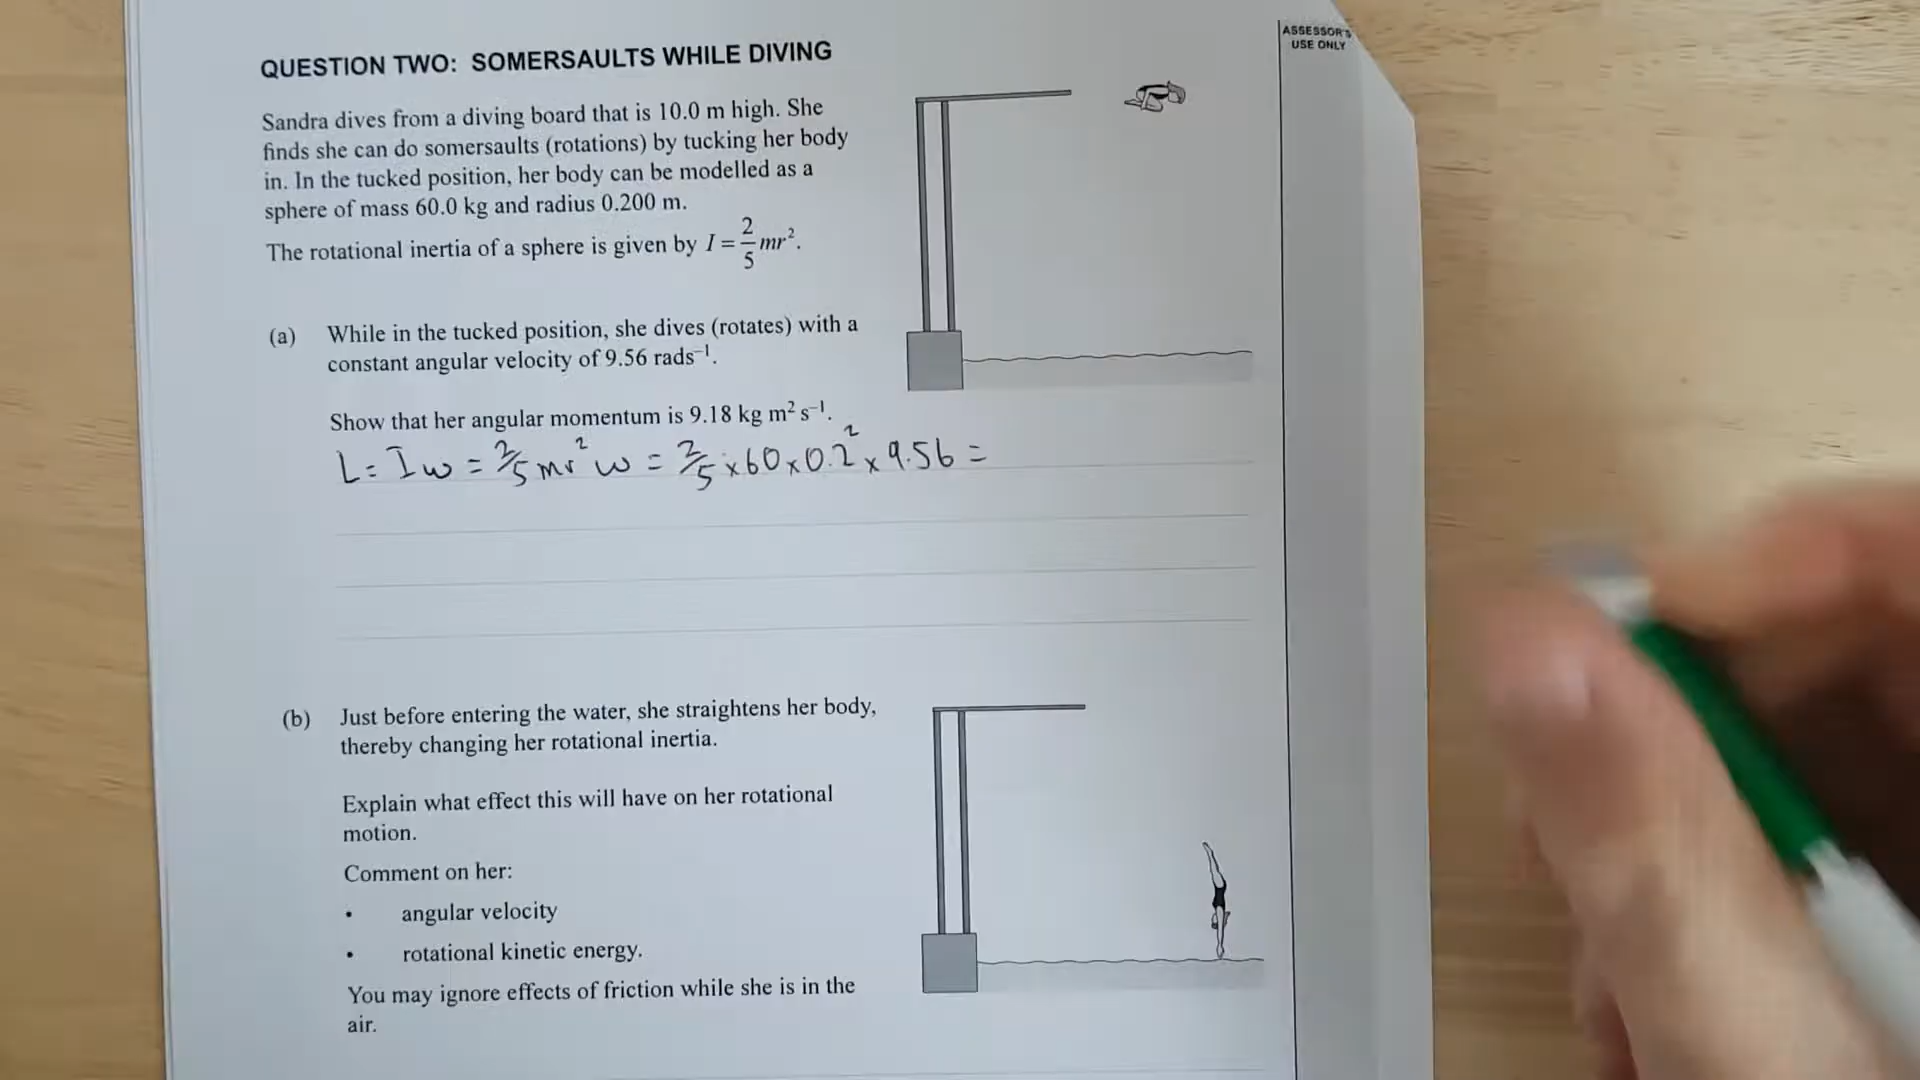 QUESTION TWO: SOMERSAULTS WHILE DIVING
ASSESSOR'S
USE ONLY
Sandra dives from a diving board that is 10.0 m high. She
finds she can do somersaults (rotations) by tucking her body
in. In the tucked position, her body can be modelled as a
sphere of mass 60.0 kg and radius 0.200 m.
The rotational inertia of a sphere is given by I = 2/5 mr².
(a) While in the tucked position, she dives (rotates) with a
constant angular velocity of 9.56 rads⁻¹.
Show that her angular momentum is 9.18 kg m² s⁻¹.
L = Iω = 2/5 mr² ω = 2/5 × 60 × 0.2² × 9.56 =
(b) Just before entering the water, she straightens her body,
thereby changing her rotational inertia.
Explain what effect this will have on her rotational
motion.
Comment on her:
• angular velocity
• rotational kinetic energy.
You may ignore effects of friction while she is in the
air.